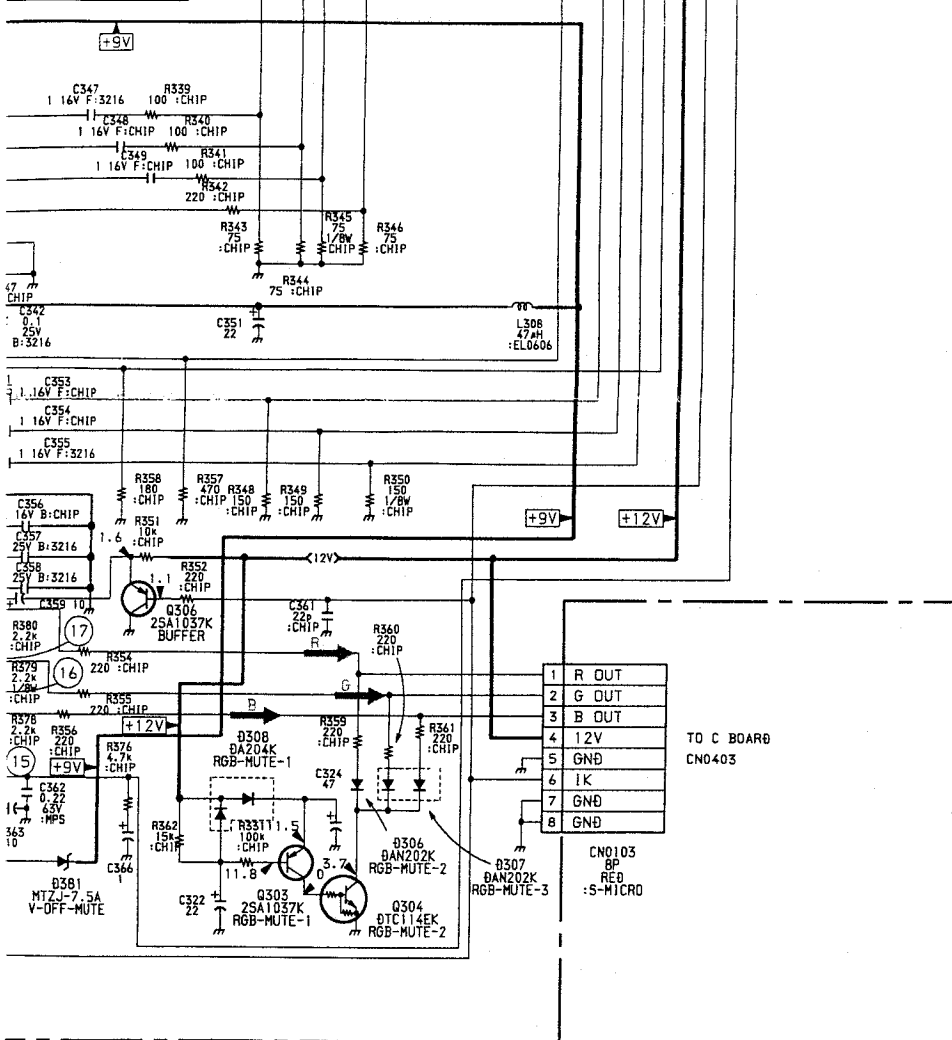 +9V
C347
1 16V F:3216
R339
100 :CHIP
C348
1 16V F:CHIP
R340
100 :CHIP
C349
1 16V F:CHIP
R341
100 :CHIP
R342
220 :CHIP
R343
75
:CHIP
R345
75
1/8W
CHIP
R346
75
:CHIP
R344
75 :CHIP
47
CHIP
C342
0.1
25V
B:3216
C351
22
L308
47µH
:EL0606
C353
1 16V F:CHIP
C354
1 16V F:CHIP
C355
1 16V F:3216
R358
180
:CHIP
R357
470
:CHIP
R348
150
:CHIP
R349
150
:CHIP
R350
150
1/8W
:CHIP
C356
16V B:CHIP
R351
10k
:CHIP
+9V
+12V
C357
25V B:3216
1.6
(12V)
C358
25V B:3216
1.1
R352
220
:CHIP
C359 10
Q306
2SA1037K
BUFFER
C361
22p
:CHIP
R380
2.2k
:CHIP
17
R
R360
220
:CHIP
R354
220 :CHIP
R379
2.2k
1/8W
:CHIP
16
G
R355
220 :CHIP
B
1 R OUT
2 G OUT
3 B OUT
4 12V
5 GND
6 IK
7 GND
8 GND
TO C BOARD
CN0403
CN0103
8P
RED
:S-MICRO
R378
2.2k
:CHIP
R356
220
:CHIP
+12V
D308
DA204K
RGB-MUTE-1
R359
220
:CHIP
R361
220
:CHIP
15
+9V
R376
4.7k
:CHIP
C324
47
C362
0.22
63V
:MPS
363
10
R362
15k
:CHIP
R331
100k
:CHIP
11.5
D306
DAN202K
RGB-MUTE-2
C366
1
11.8
3.7
0
D307
DAN202K
RGB-MUTE-3
D381
MTZJ-7.5A
V-OFF-MUTE
C322
22
Q303
2SA1037K
RGB-MUTE-1
Q304
DTC114EK
RGB-MUTE-2